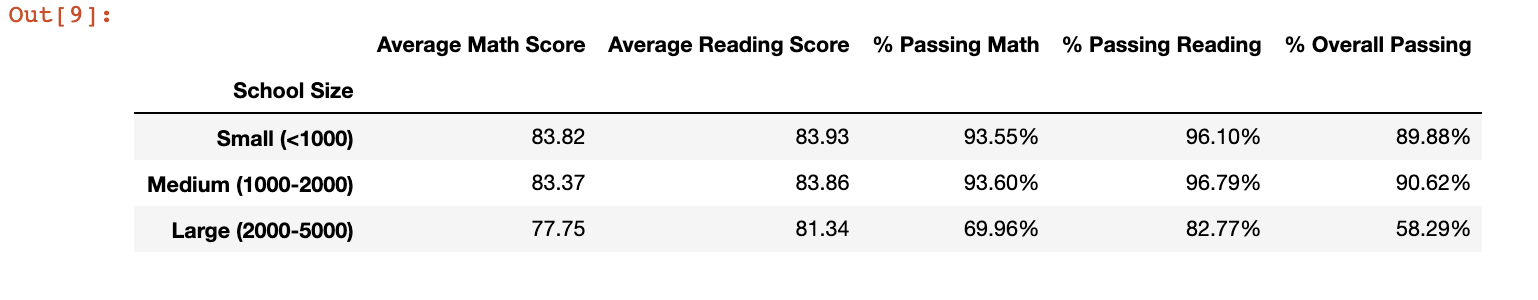 Out[9]:
Average Math Score Average Reading Score % Passing Math % Passing Reading % Overall Passing
School Size
Small (<1000) 83.82 83.93 93.55% 96.10% 89.88%
Medium (1000-2000) 83.37 83.86 93.60% 96.79% 90.62%
Large (2000-5000) 77.75 81.34 69.96% 82.77% 58.29%